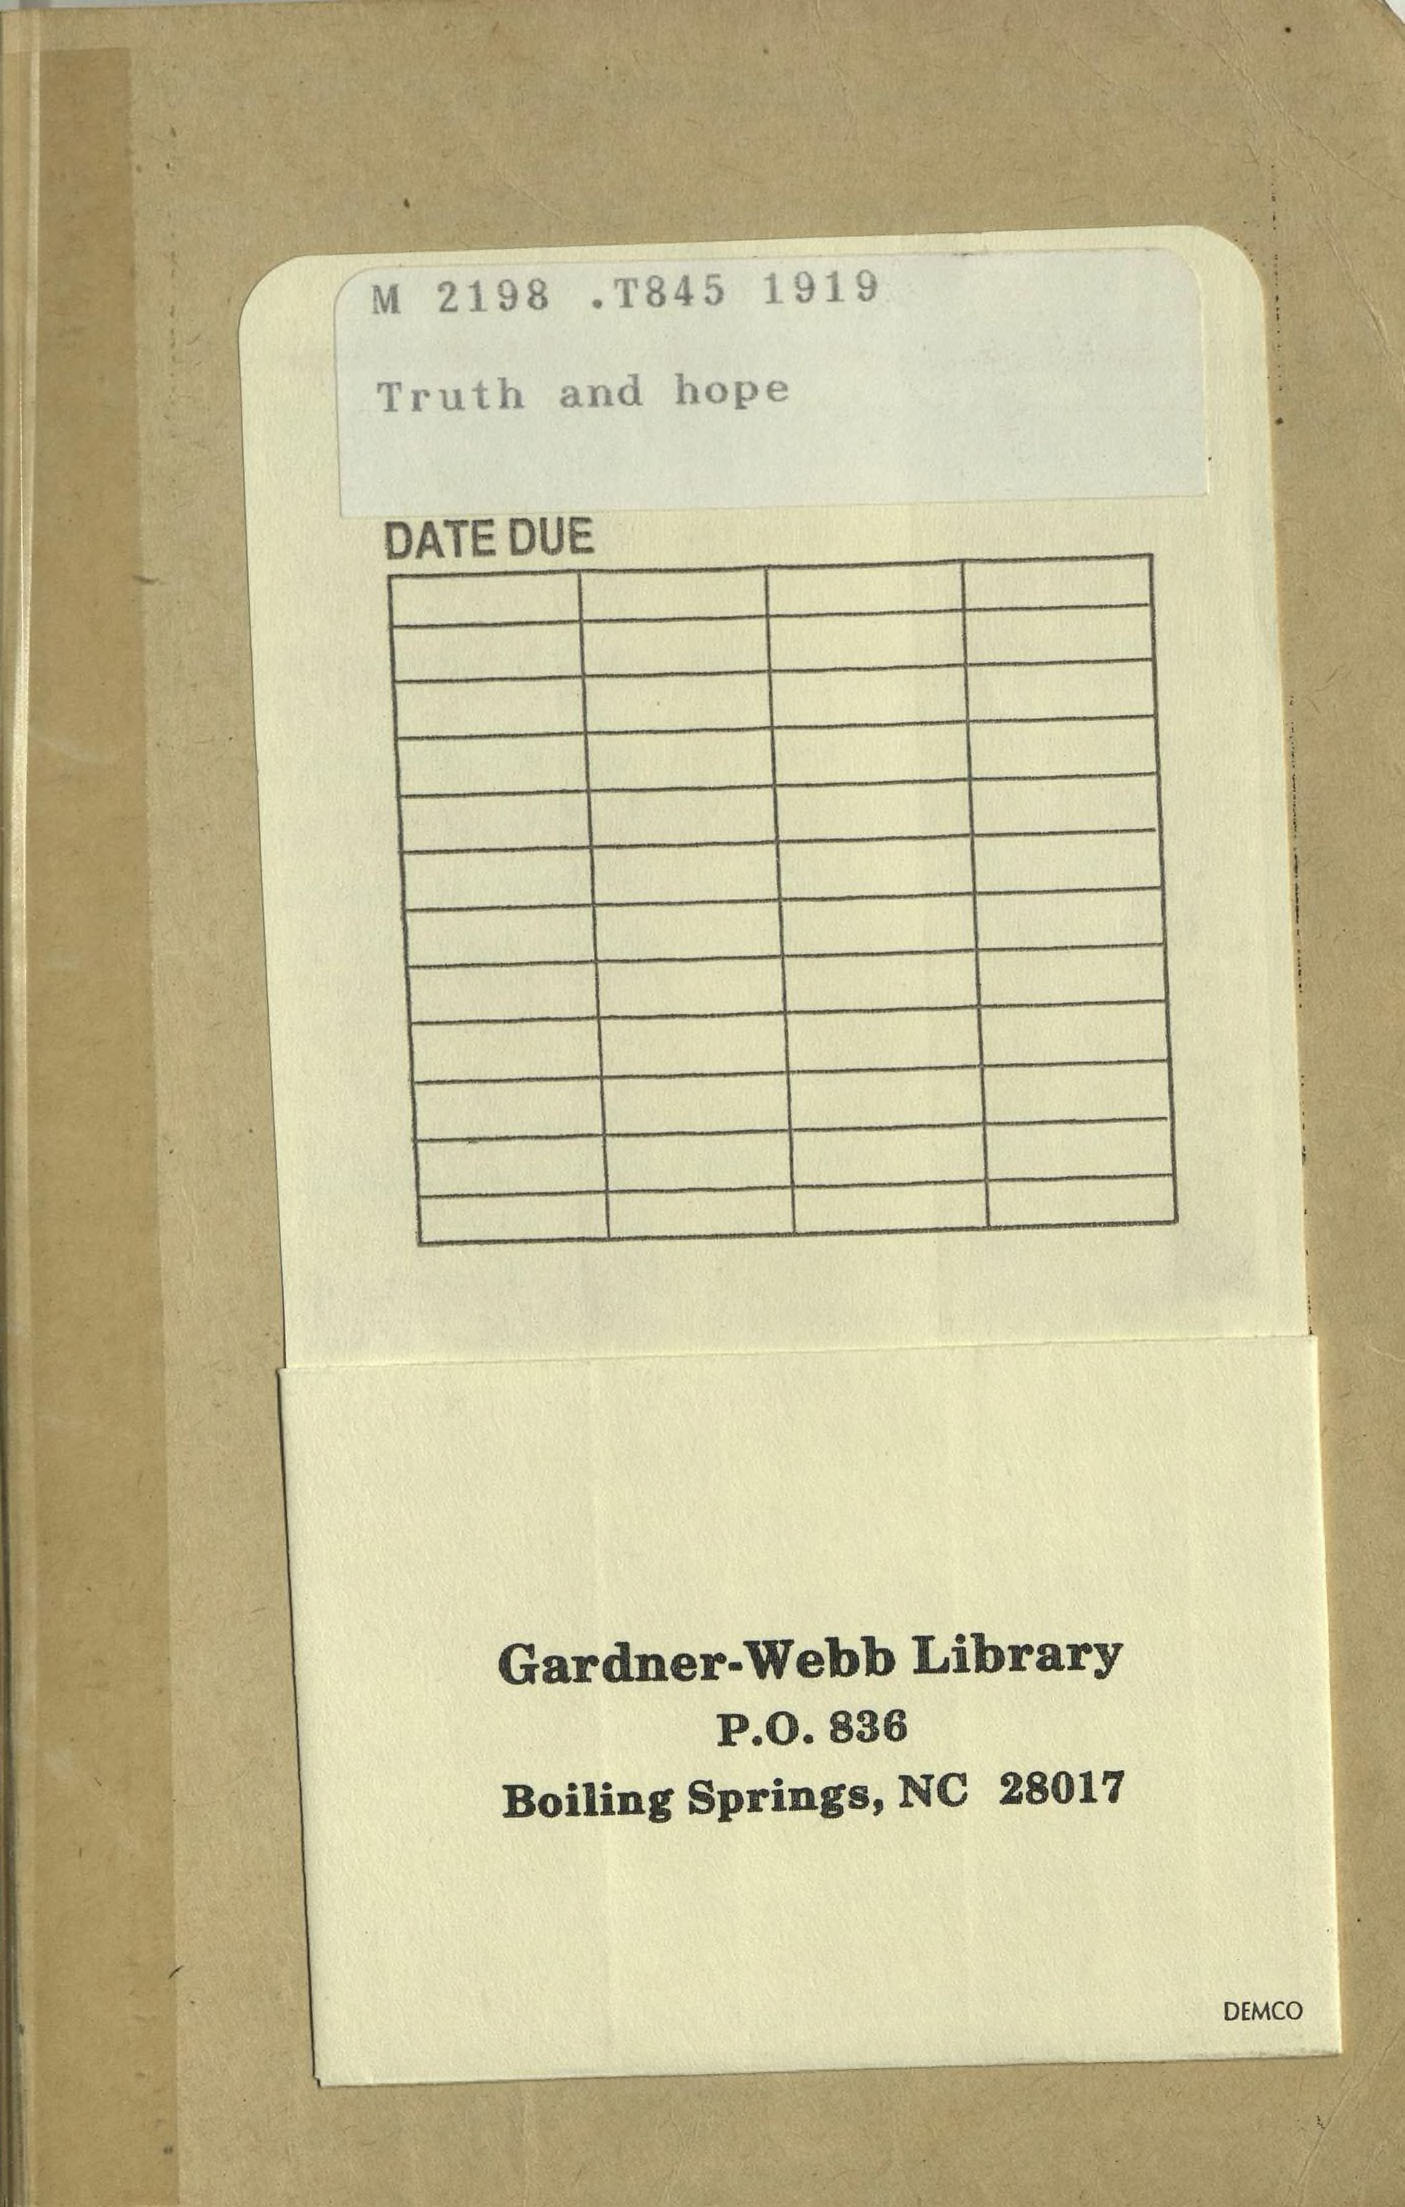 M 2198 .T845 1919
Truth and hope
DATE DUE
Gardner-Webb Library
P.O. 836
Boiling Springs, NC 28017
DEMCO